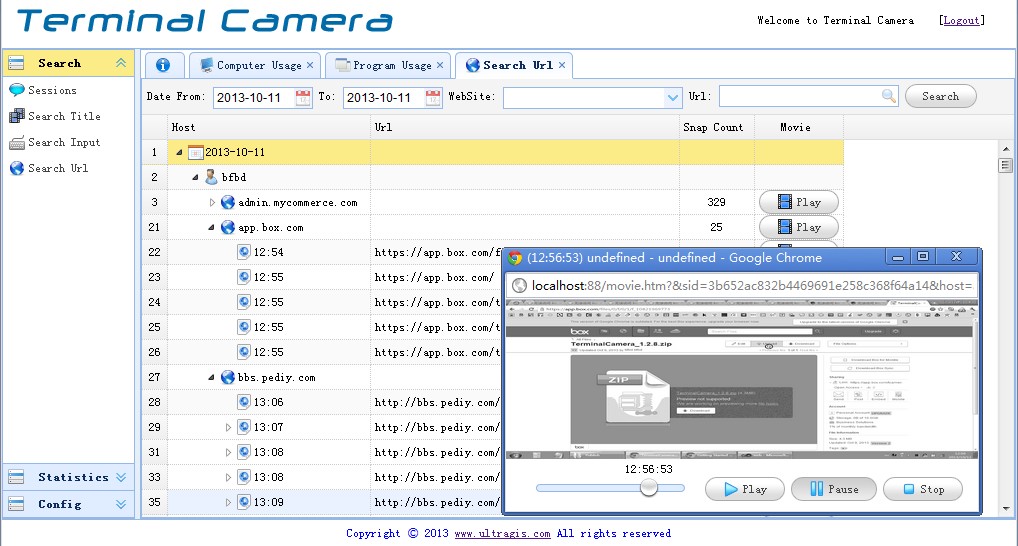 Terminal Camera
Welcome to Terminal Camera [Logout]
Search
Sessions
Search Title
Search Input
Search Url
Statistics
Config
Computer Usage Program Usage Search Url
Date From: 2013-10-11 To: 2013-10-11 WebSite: Url: Search
Host Url Snap Count Movie
1 2013-10-11
2 bfbd
3 admin.mycommerce.com 329 Play
21 app.box.com 25 Play
22 12:54 https://app.box.com/f
23 12:55 https://app.box.com/
24 12:55 https://app.box.com/t
25 12:55 https://app.box.com/t
26 12:55 https://app.box.com/t
27 bbs.pediy.com
28 13:06 http://bbs.pediy.com/
29 13:07 http://bbs.pediy.com/
31 13:08 http://bbs.pediy.com/
33 13:08 http://bbs.pediy.com/
35 13:09 http://bbs.pediy.com/
(12:56:53) undefined - undefined - Google Chrome
localhost:88/movie.htm?&sid=3b652ac832b4469691e258c368f64a14&host=
box
TerminalCamera_1.2.8.zip
ZIP
box
12:56:53
Play Pause Stop
Copyright © 2013 www.ultragis.com All rights reserved